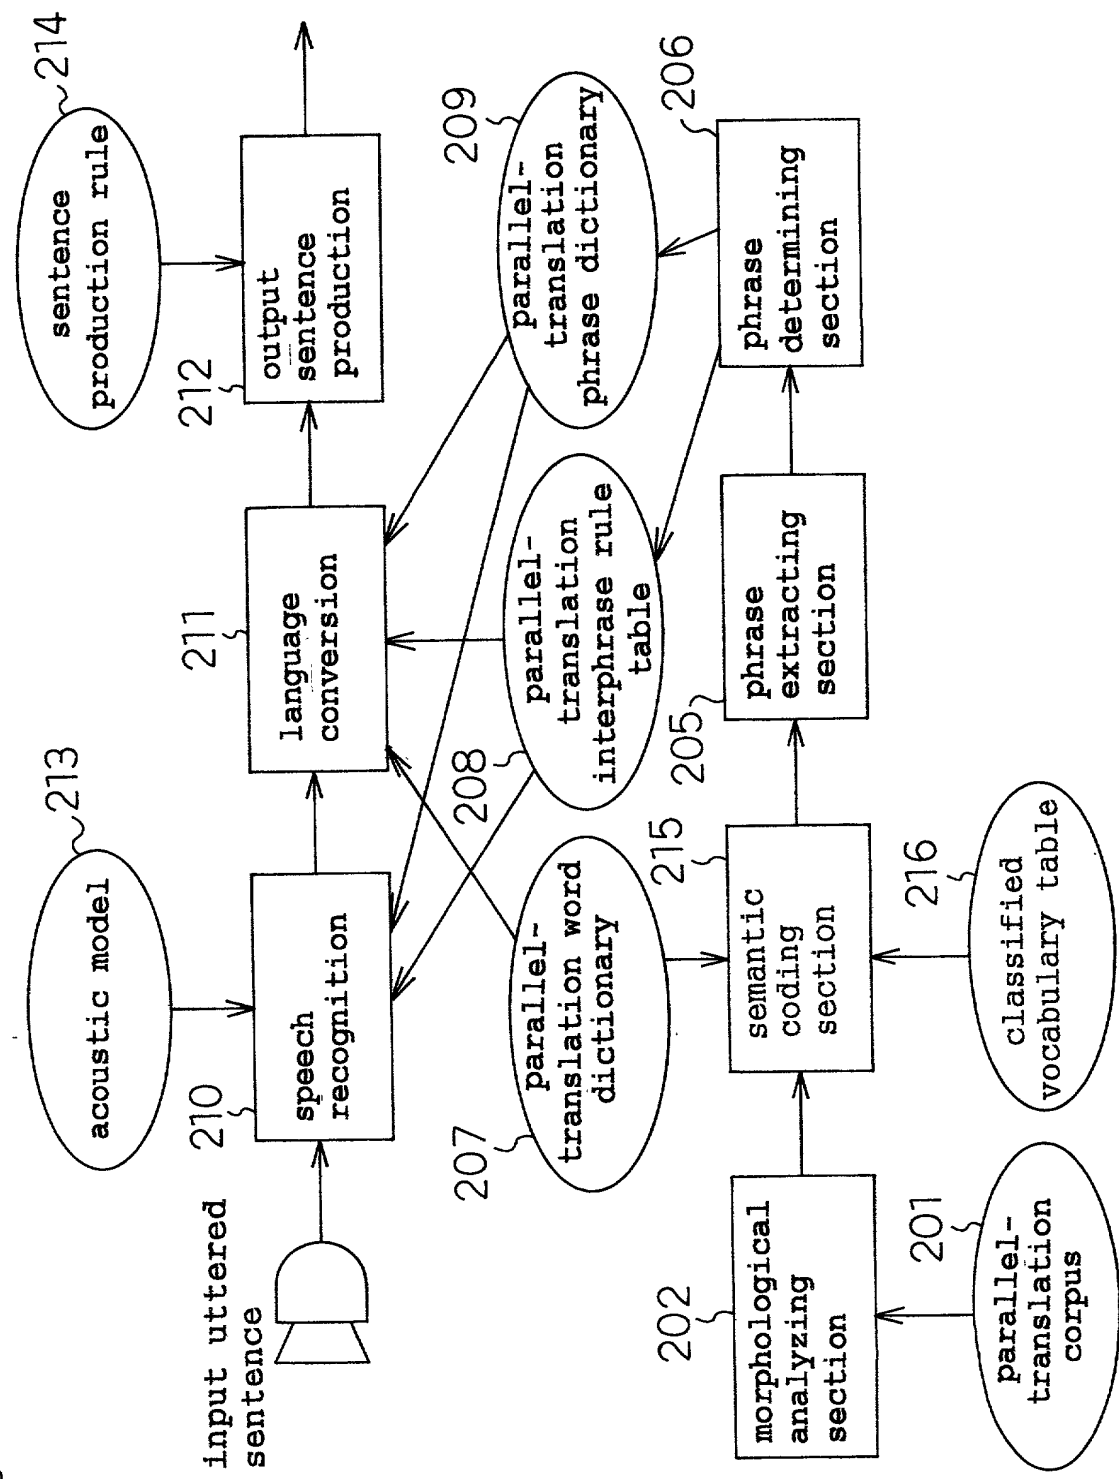 214
sentence
production rule
212
output
sentence
production
213
acoustic model
211
language
conversion
210
speech
recognition
input uttered
sentence
209
parallel-
translation
phrase dictionary
208
parallel-
translation
interphrase rule
table
207
parallel-
translation word
dictionary
206
phrase
determining
section
205
phrase
extracting
section
215
semantic
coding
section
216
classified
vocabulary table
202
morphological
analyzing
section
201
parallel-
translation
corpus